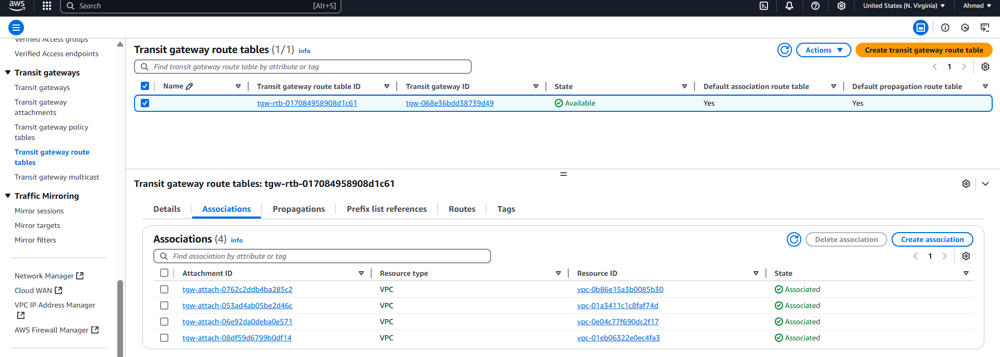 aws
Search [Alt+S]
United States (N. Virginia)
Ahmed
Verified Access groups
Verified Access endpoints
Transit gateways
Transit gateways
Transit gateway
attachments
Transit gateway policy
tables
Transit gateway route
tables
Transit gateway multicast
Traffic Mirroring
Mirror sessions
Mirror targets
Mirror filters
Network Manager
Cloud WAN
VPC IP Address Manager
AWS Firewall Manager
Transit gateway route tables (1/1) info
Actions
Create transit gateway route table
Find transit gateway route table by attribute or tag
1
Name Transit gateway route table ID Transit gateway ID State Default association route table Default propagation route table
tgw-rtb-017084958908d1c61 tgw-068e36bdd38739d49 Available Yes Yes
Transit gateway route tables: tgw-rtb-017084958908d1c61
Details Associations Propagations Prefix list references Routes Tags
Associations (4) info
Delete association
Create association
Find association by attribute or tag
1
Attachment ID Resource type Resource ID State
tgw-attach-0762c2ddb4ba285c2 VPC vpc-0b86e15a3b0085b30 Associated
tgw-attach-053ad4ab05be2d46c VPC vpc-01a3411c1c8faf74d Associated
tgw-attach-06e92da0deba0e571 VPC vpc-0e04c77f690dc2f17 Associated
tgw-attach-08df59d6799b0df14 VPC vpc-01eb06322e0ec4fa3 Associated